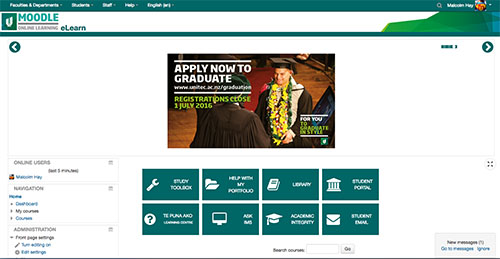 Faculties & Departments Students Staff Help English (en) Malcolm Hay
MOODLE
ONLINE LEARNING eLearn
APPLY NOW TO
GRADUATE
www.unitec.ac.nz/graduation
REGISTRATIONS CLOSE
1 JULY 2016
FOR YOU
TO
GRADUATE
IN STYLE
ONLINE USERS
(last 5 minutes)
Malcolm Hay
NAVIGATION
Home
Dashboard
My courses
Courses
ADMINISTRATION
Front page settings
Turn editing on
Edit settings
STUDY
TOOLBOX
HELP WITH
MY
PORTFOLIO
LIBRARY
STUDENT
PORTAL
TE PUNA AKO
LEARNING CENTRE
ASK
IMS
ACADEMIC
INTEGRITY
STUDENT
EMAIL
Search courses: Go
New messages (1)
Go to messages Ignore